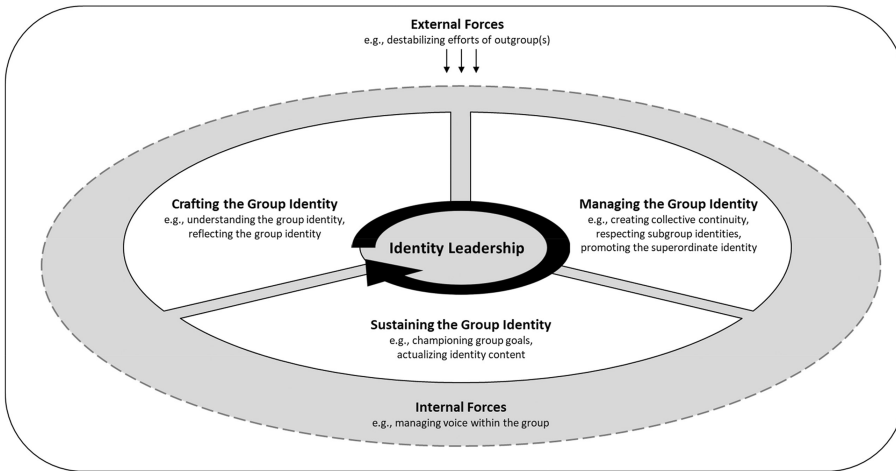 External Forces
e.g., destabilizing efforts of outgroup(s)
Crafting the Group Identity
e.g., understanding the group identity,
reflecting the group identity
Managing the Group Identity
e.g., creating collective continuity,
respecting subgroup identities,
promoting the superordinate identity
Identity Leadership
Sustaining the Group Identity
e.g., championing group goals,
actualizing identity content
Internal Forces
e.g., managing voice within the group